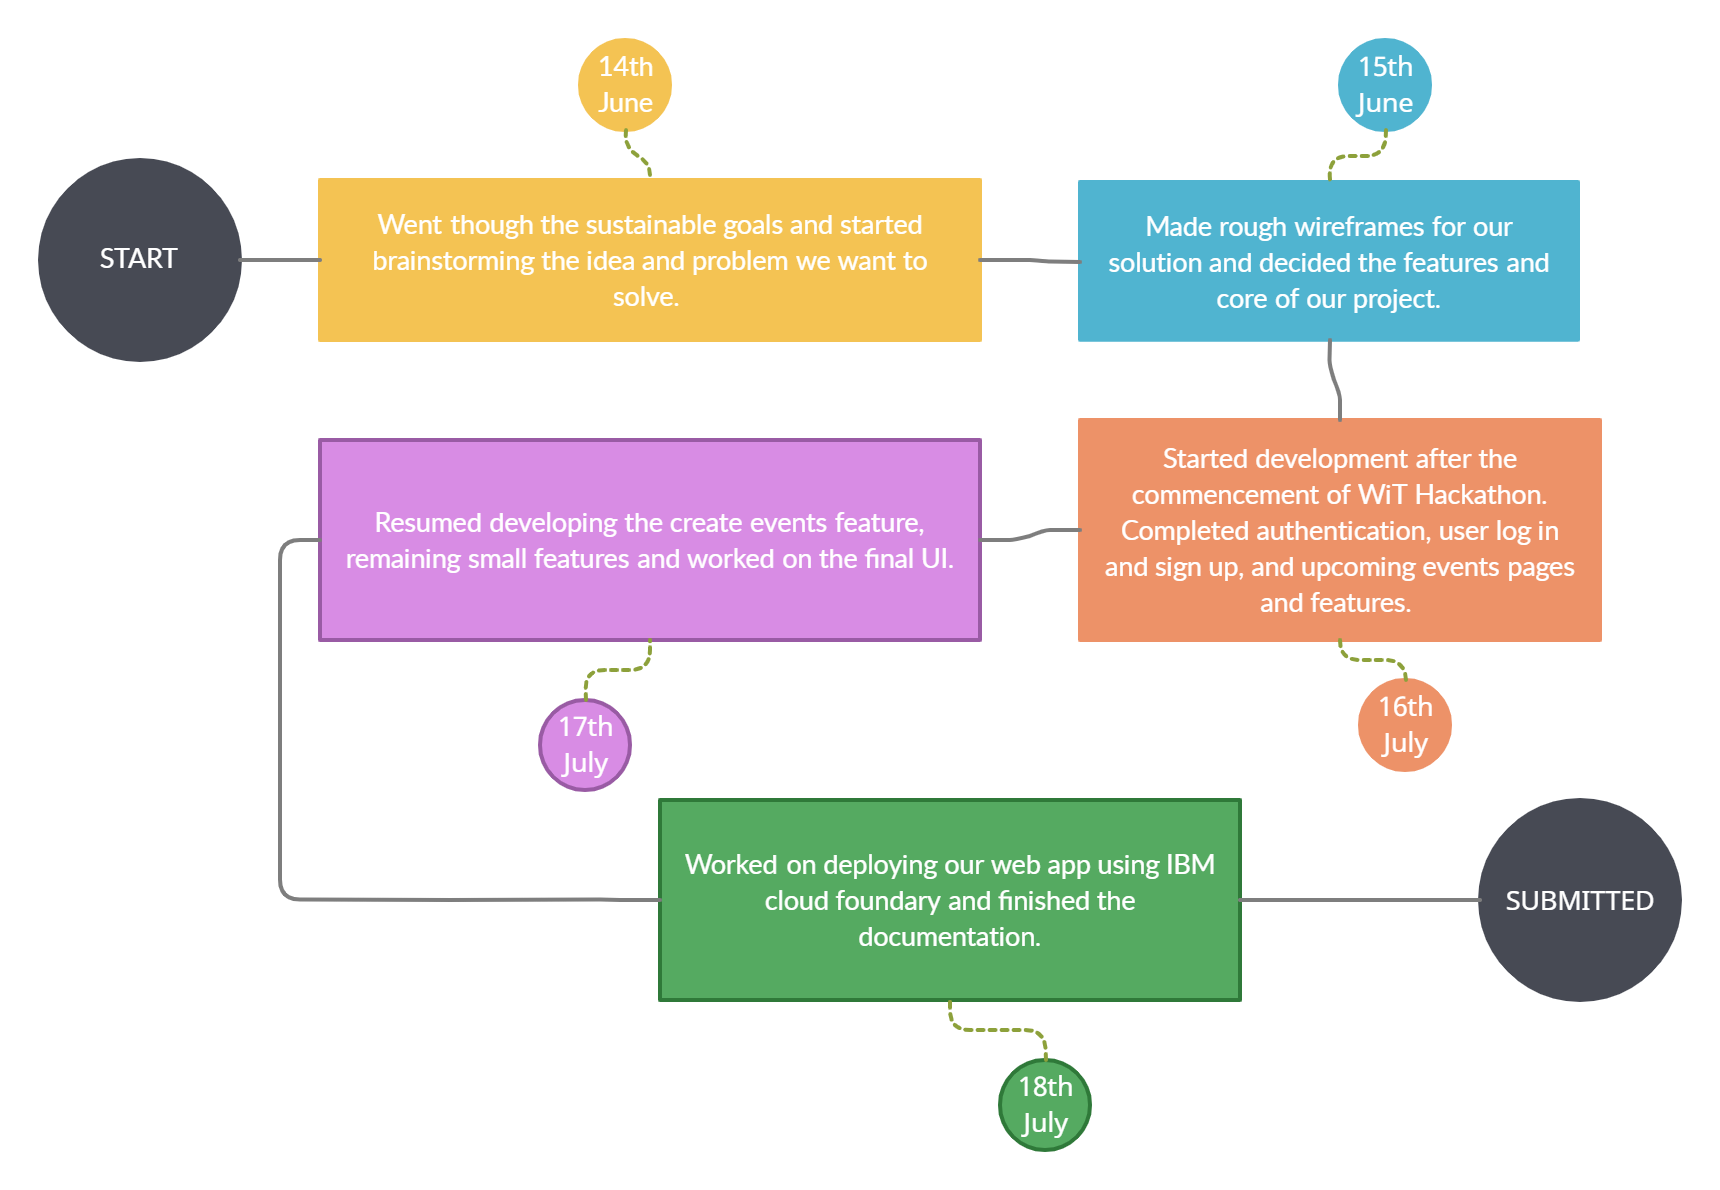 14th
June
15th
June
START
Went though the sustainable goals and started
brainstorming the idea and problem we want to
solve.
Made rough wireframes for our
solution and decided the features and
core of our project.
Started development after the
commencement of WiT Hackathon.
Completed authentication, user log in
and sign up, and upcoming events pages
and features.
16th
July
Resumed developing the create events feature,
remaining small features and worked on the final UI.
17th
July
Worked on deploying our web app using IBM
cloud foundary and finished the
documentation.
18th
July
SUBMITTED